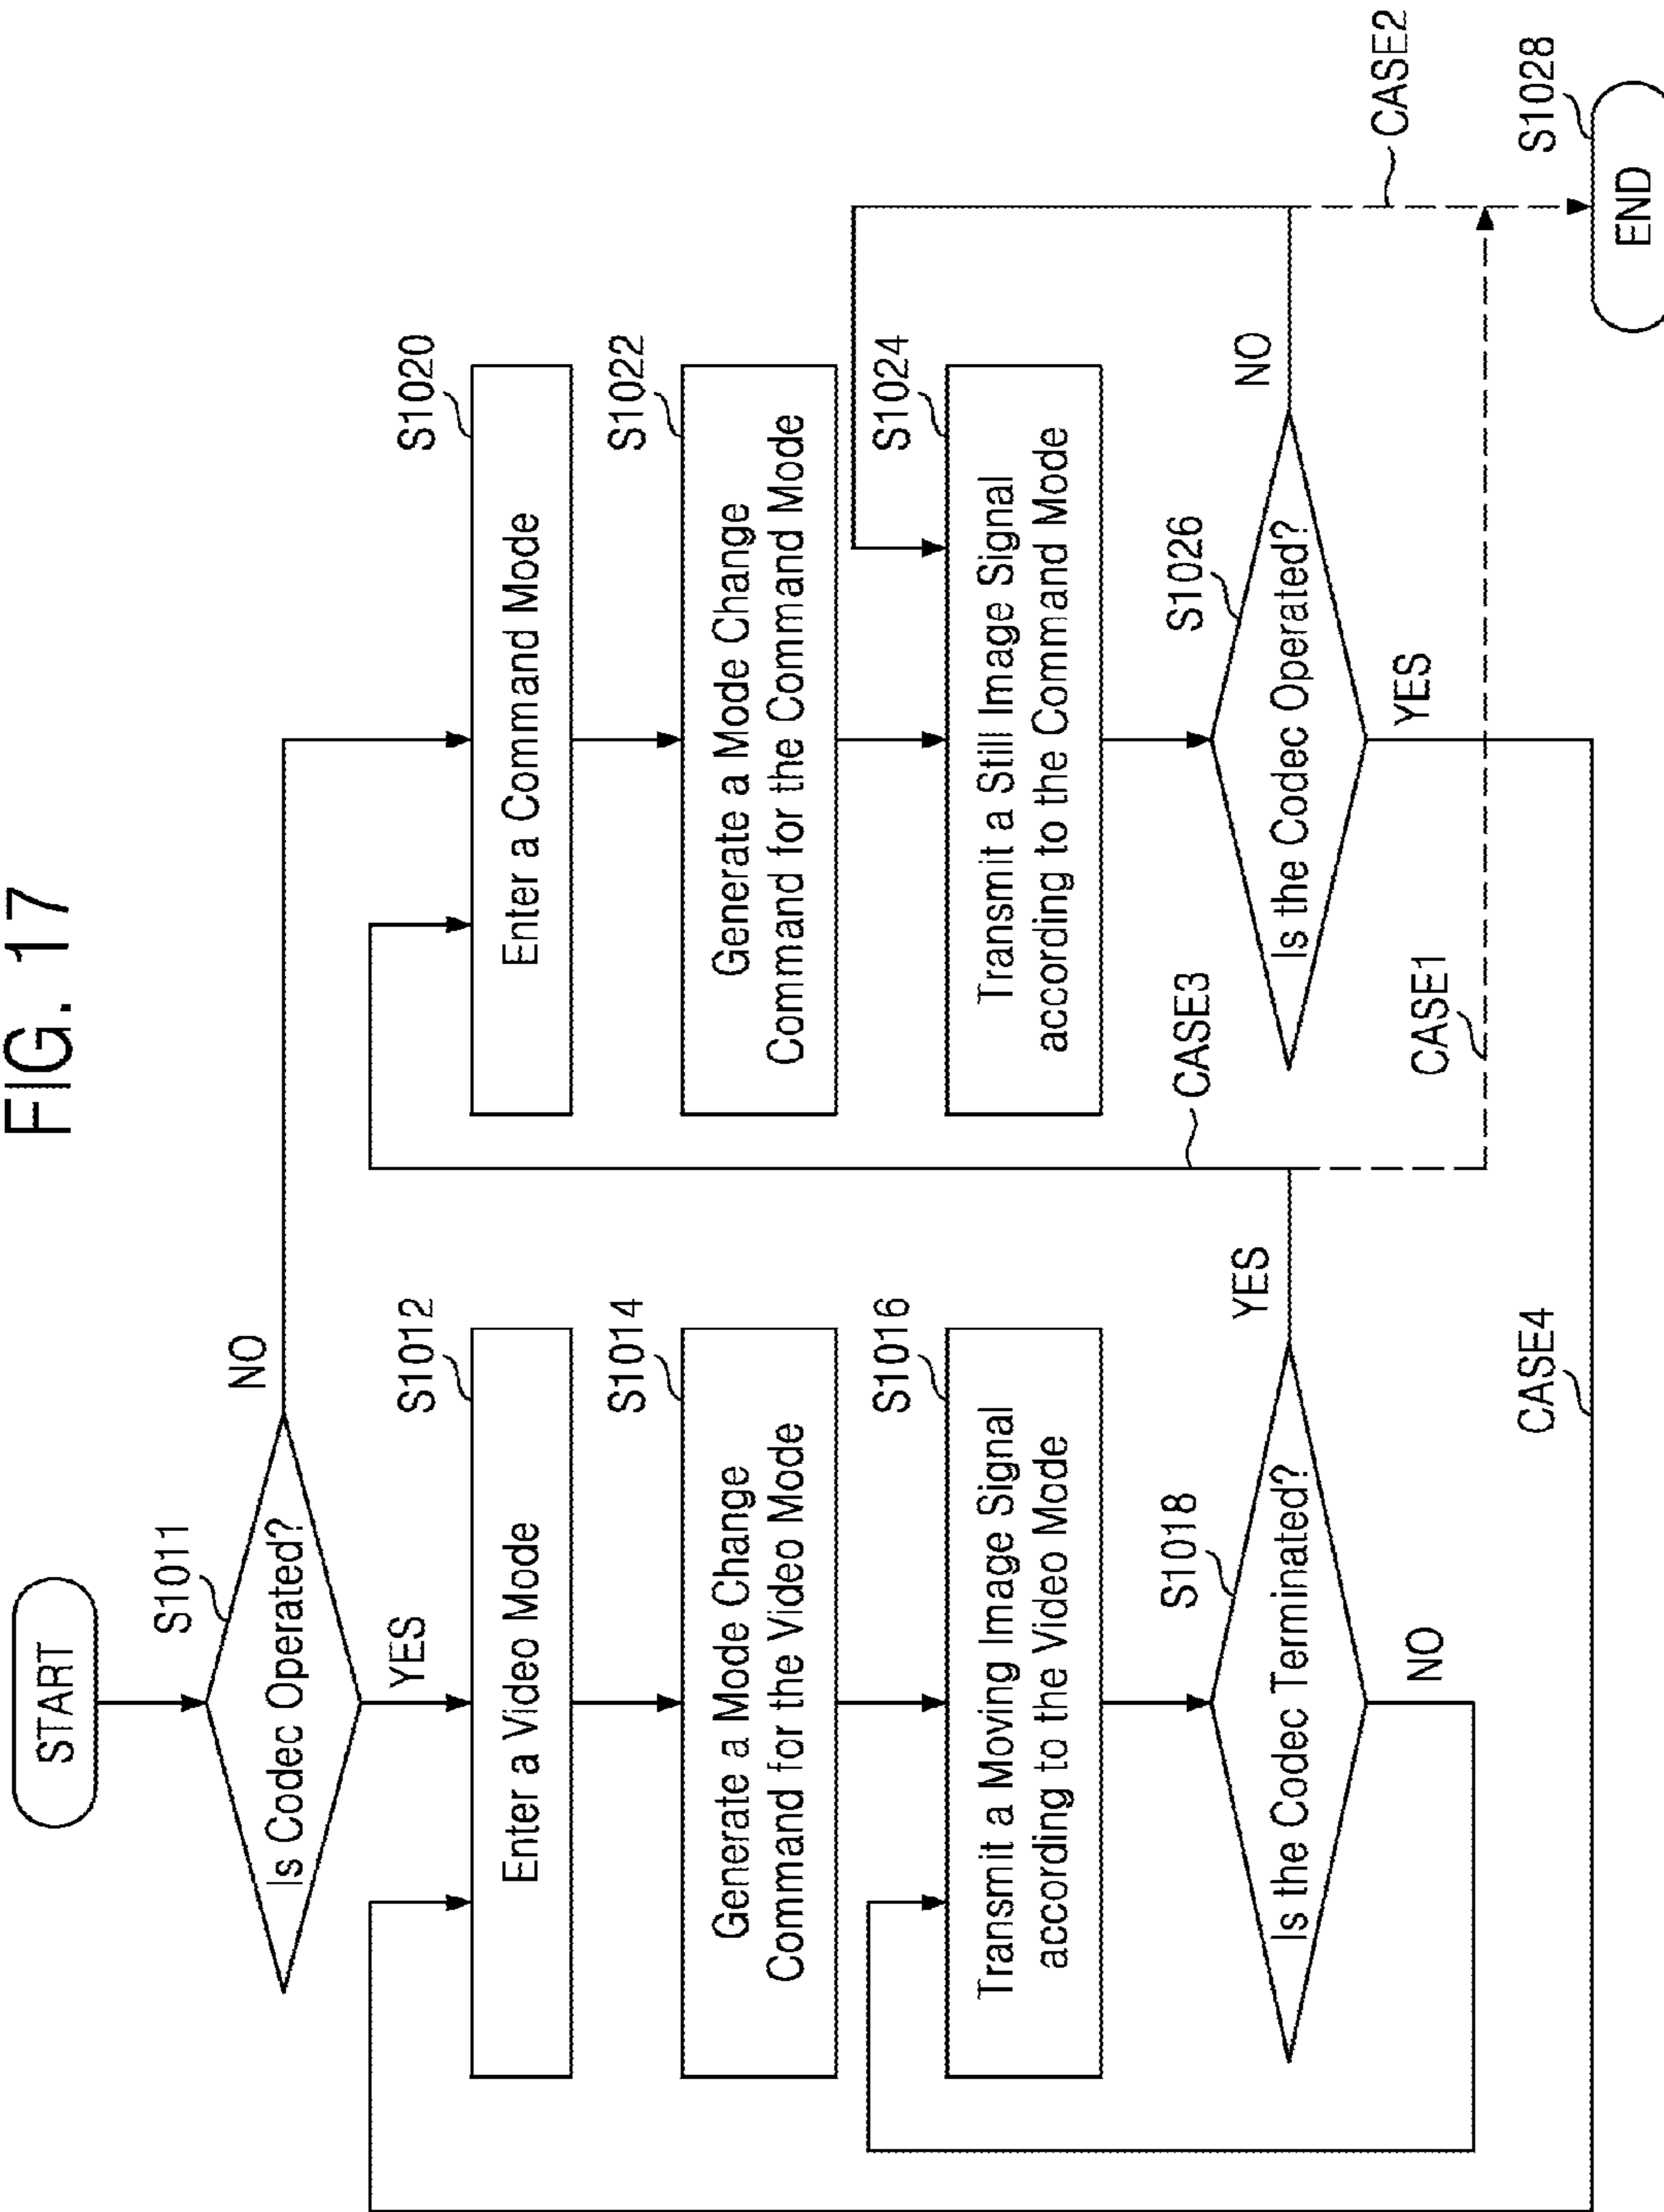 FIG. 17
START
S1011
Is Codec Operated?
NO
YES
S1012
Enter a Video Mode
S1014
Generate a Mode Change
Command for the Video Mode
S1016
Transmit a Moving Image Signal
according to the Video Mode
S1018
Is the Codec Terminated?
YES
NO
S1020
Enter a Command Mode
S1022
Generate a Mode Change
Command for the Command Mode
S1024
Transmit a Still Image Signal
according to the Command Mode
S1026
Is the Codec Operated?
NO
YES
CASE3
CASE1
CASE4
CASE2
S1028
END